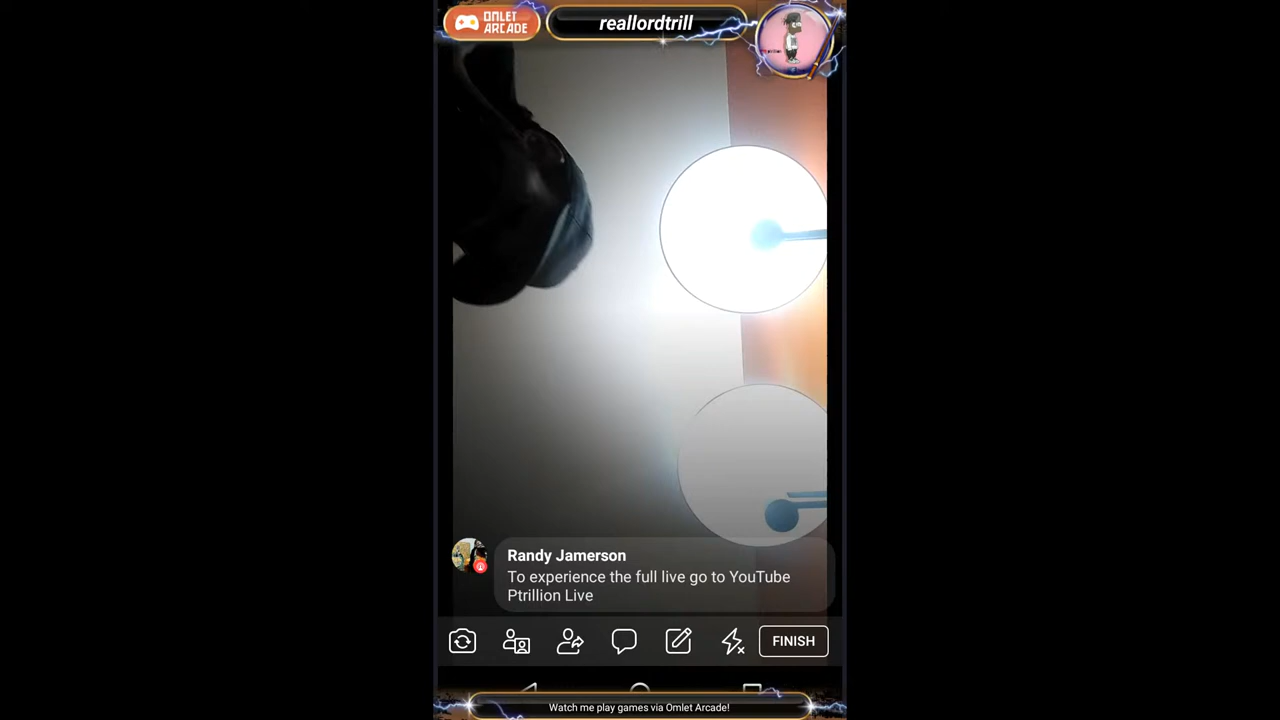 OMLET
ARCADE
reallordtrill
Randy Jamerson
To experience the full live go to YouTube
Ptrillion Live
FINISH
Watch me play games via Omlet Arcade!